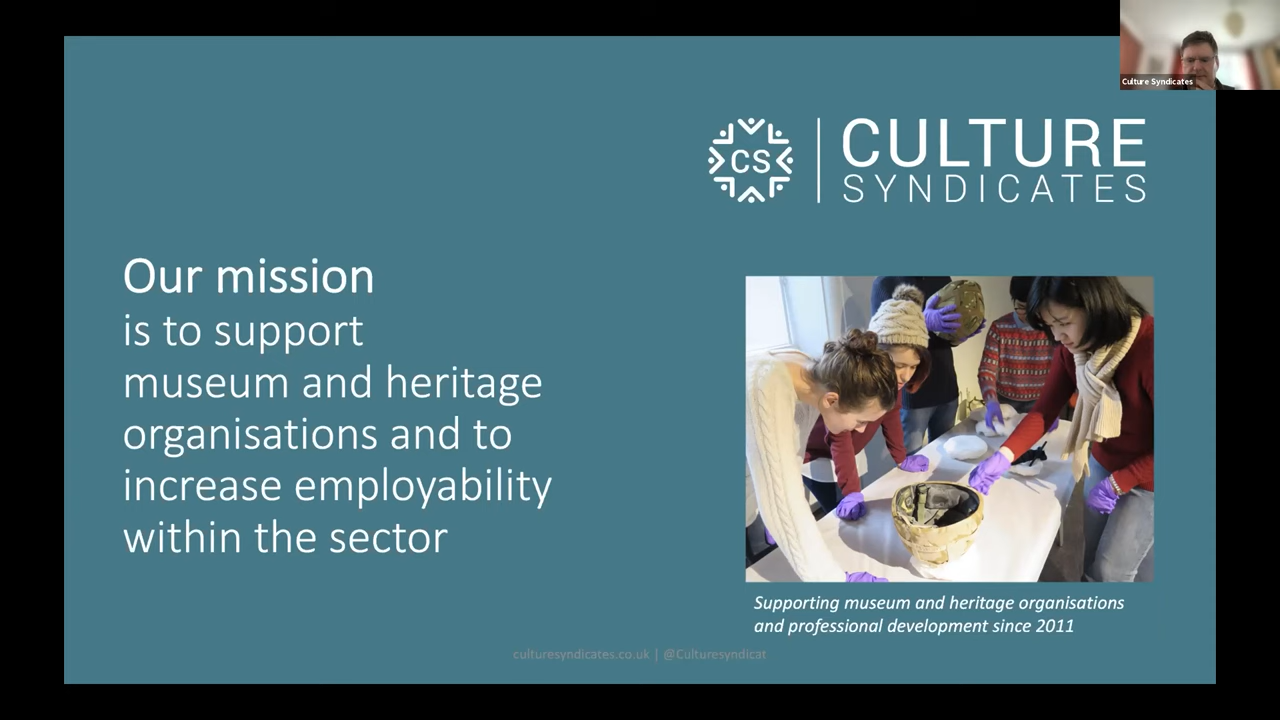 Culture Syndicates
CS
CULTURE
SYNDICATES
Our mission
is to support
museum and heritage
organisations and to
increase employability
within the sector
Supporting museum and heritage organisations
and professional development since 2011
culturesyndicates.co.uk | @Culturesyndicat